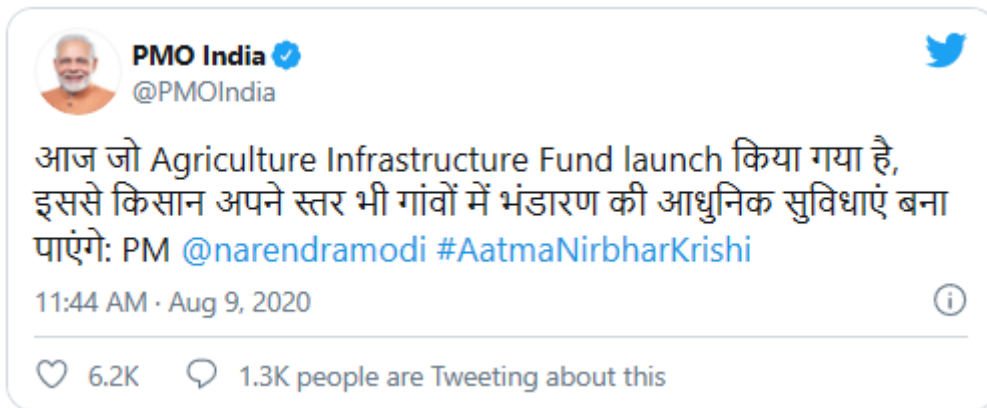 PMO India
@PMOIndia
आज जो Agriculture Infrastructure Fund launch किया गया है,
इससे किसान अपने स्तर भी गांवों में भंडारण की आधुनिक सुविधाएं बना
पाएंगे: PM @narendramodi #AatmaNirbharKrishi
11:44 AM · Aug 9, 2020
6.2K 1.3K people are Tweeting about this